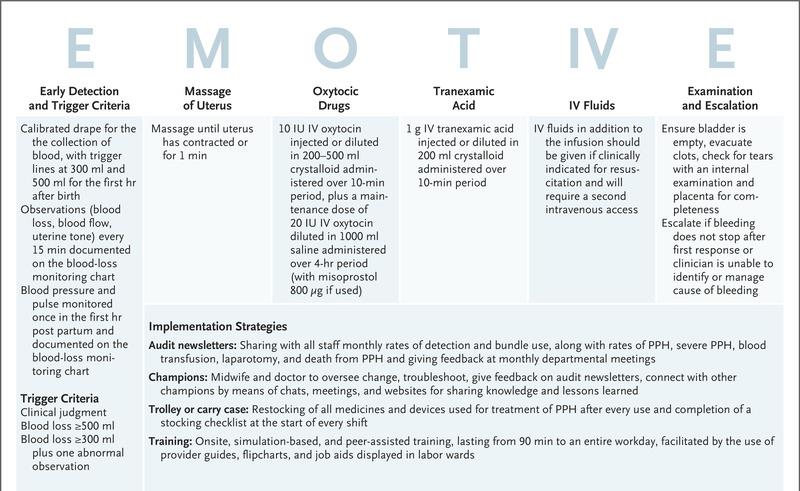 E M O T IV E
Early Detection
and Trigger Criteria
Calibrated drape for the
the collection of
blood, with trigger
lines at 300 ml and
500 ml for the first hr
after birth
Observations (blood
loss, blood flow,
uterine tone) every
15 min documented
on the blood-loss
monitoring chart
Blood pressure and
pulse monitored
once in the first hr
post partum and
documented on the
blood-loss moni-
toring chart
Trigger Criteria
Clinical judgment
Blood loss ≥500 ml
Blood loss ≥300 ml
plus one abnormal
observation
Massage
of Uterus
Massage until uterus
has contracted or
for 1 min
Oxytocic
Drugs
10 IU IV oxytocin
injected or diluted
in 200–500 ml
crystalloid admin-
istered over 10-min
period, plus a main-
tenance dose of
20 IU IV oxytocin
diluted in 1000 ml
saline administered
over 4-hr period
(with misoprostol
800 μg if used)
Tranexamic
Acid
1 g IV tranexamic acid
injected or diluted in
200 ml crystalloid
administered over
10-min period
IV Fluids
IV fluids in addition to
the infusion should
be given if clinically
indicated for resus-
citation and will
require a second
intravenous access
Examination
and Escalation
Ensure bladder is
empty, evacuate
clots, check for tears
with an internal
examination and
placenta for com-
pleteness
Escalate if bleeding
does not stop after
first response or
clinician is unable to
identify or manage
cause of bleeding
Implementation Strategies
Audit newsletters: Sharing with all staff monthly rates of detection and bundle use, along with rates of PPH, severe PPH, blood
transfusion, laparotomy, and death from PPH and giving feedback at monthly departmental meetings
Champions: Midwife and doctor to oversee change, troubleshoot, give feedback on audit newsletters, connect with other
champions by means of chats, meetings, and websites for sharing knowledge and lessons learned
Trolley or carry case: Restocking of all medicines and devices used for treatment of PPH after every use and completion of a
stocking checklist at the start of every shift
Training: Onsite, simulation-based, and peer-assisted training, lasting from 90 min to an entire workday, facilitated by the use of
provider guides, flipcharts, and job aids displayed in labor wards